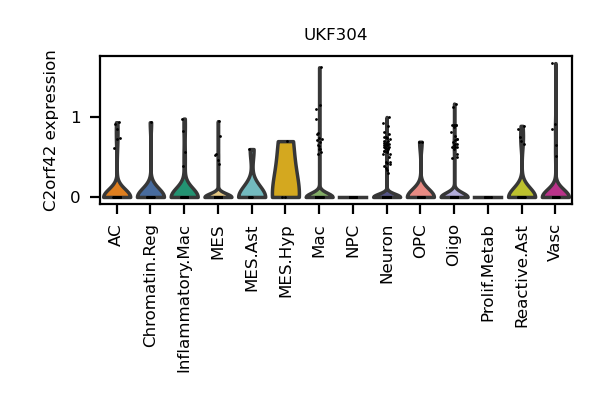 UKF304
C2orf42 expression
1
0
AC
Chromatin.Reg
Inflammatory.Mac
MES
MES.Ast
MES.Hyp
Mac
NPC
Neuron
OPC
Oligo
Prolif.Metab
Reactive.Ast
Vasc